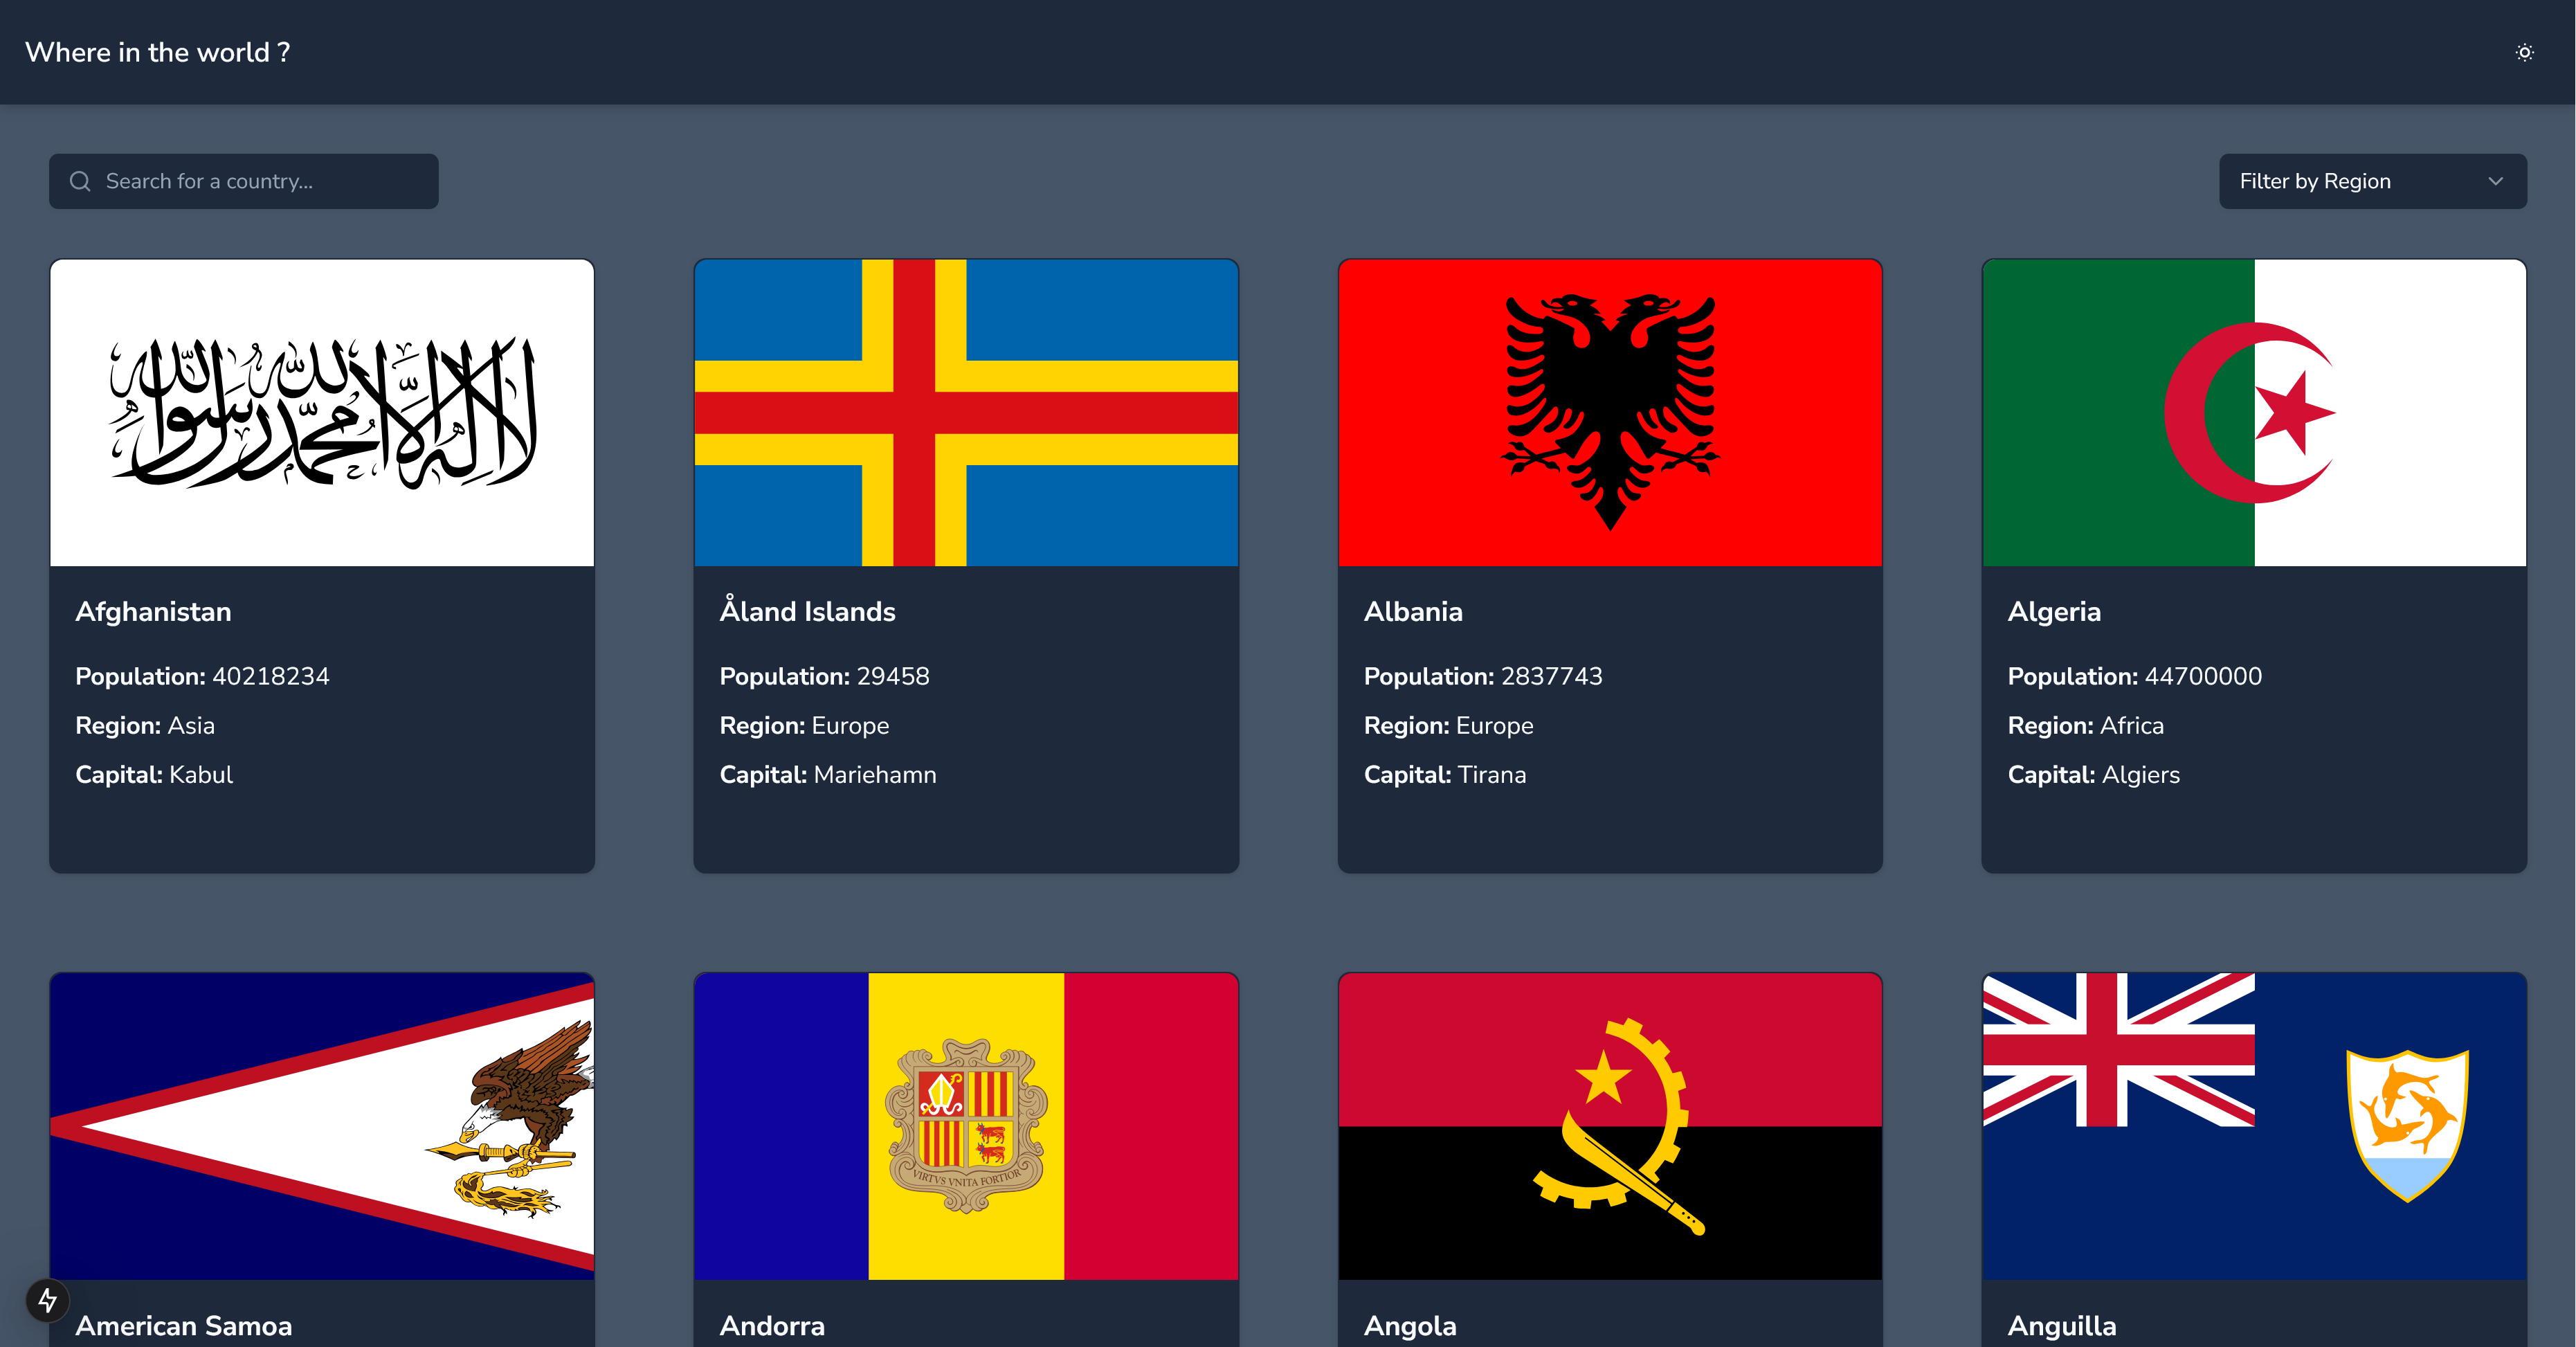 Where in the world ?
Search for a country...
Filter by Region
لا إله إلا الله محمد رسول الله
Afghanistan
Population: 40218234
Region: Asia
Capital: Kabul
Åland Islands
Population: 29458
Region: Europe
Capital: Mariehamn
Albania
Population: 2837743
Region: Europe
Capital: Tirana
Algeria
Population: 44700000
Region: Africa
Capital: Algiers
VIRTVS VNITA FORTIOR
American Samoa
Andorra
Angola
Anguilla